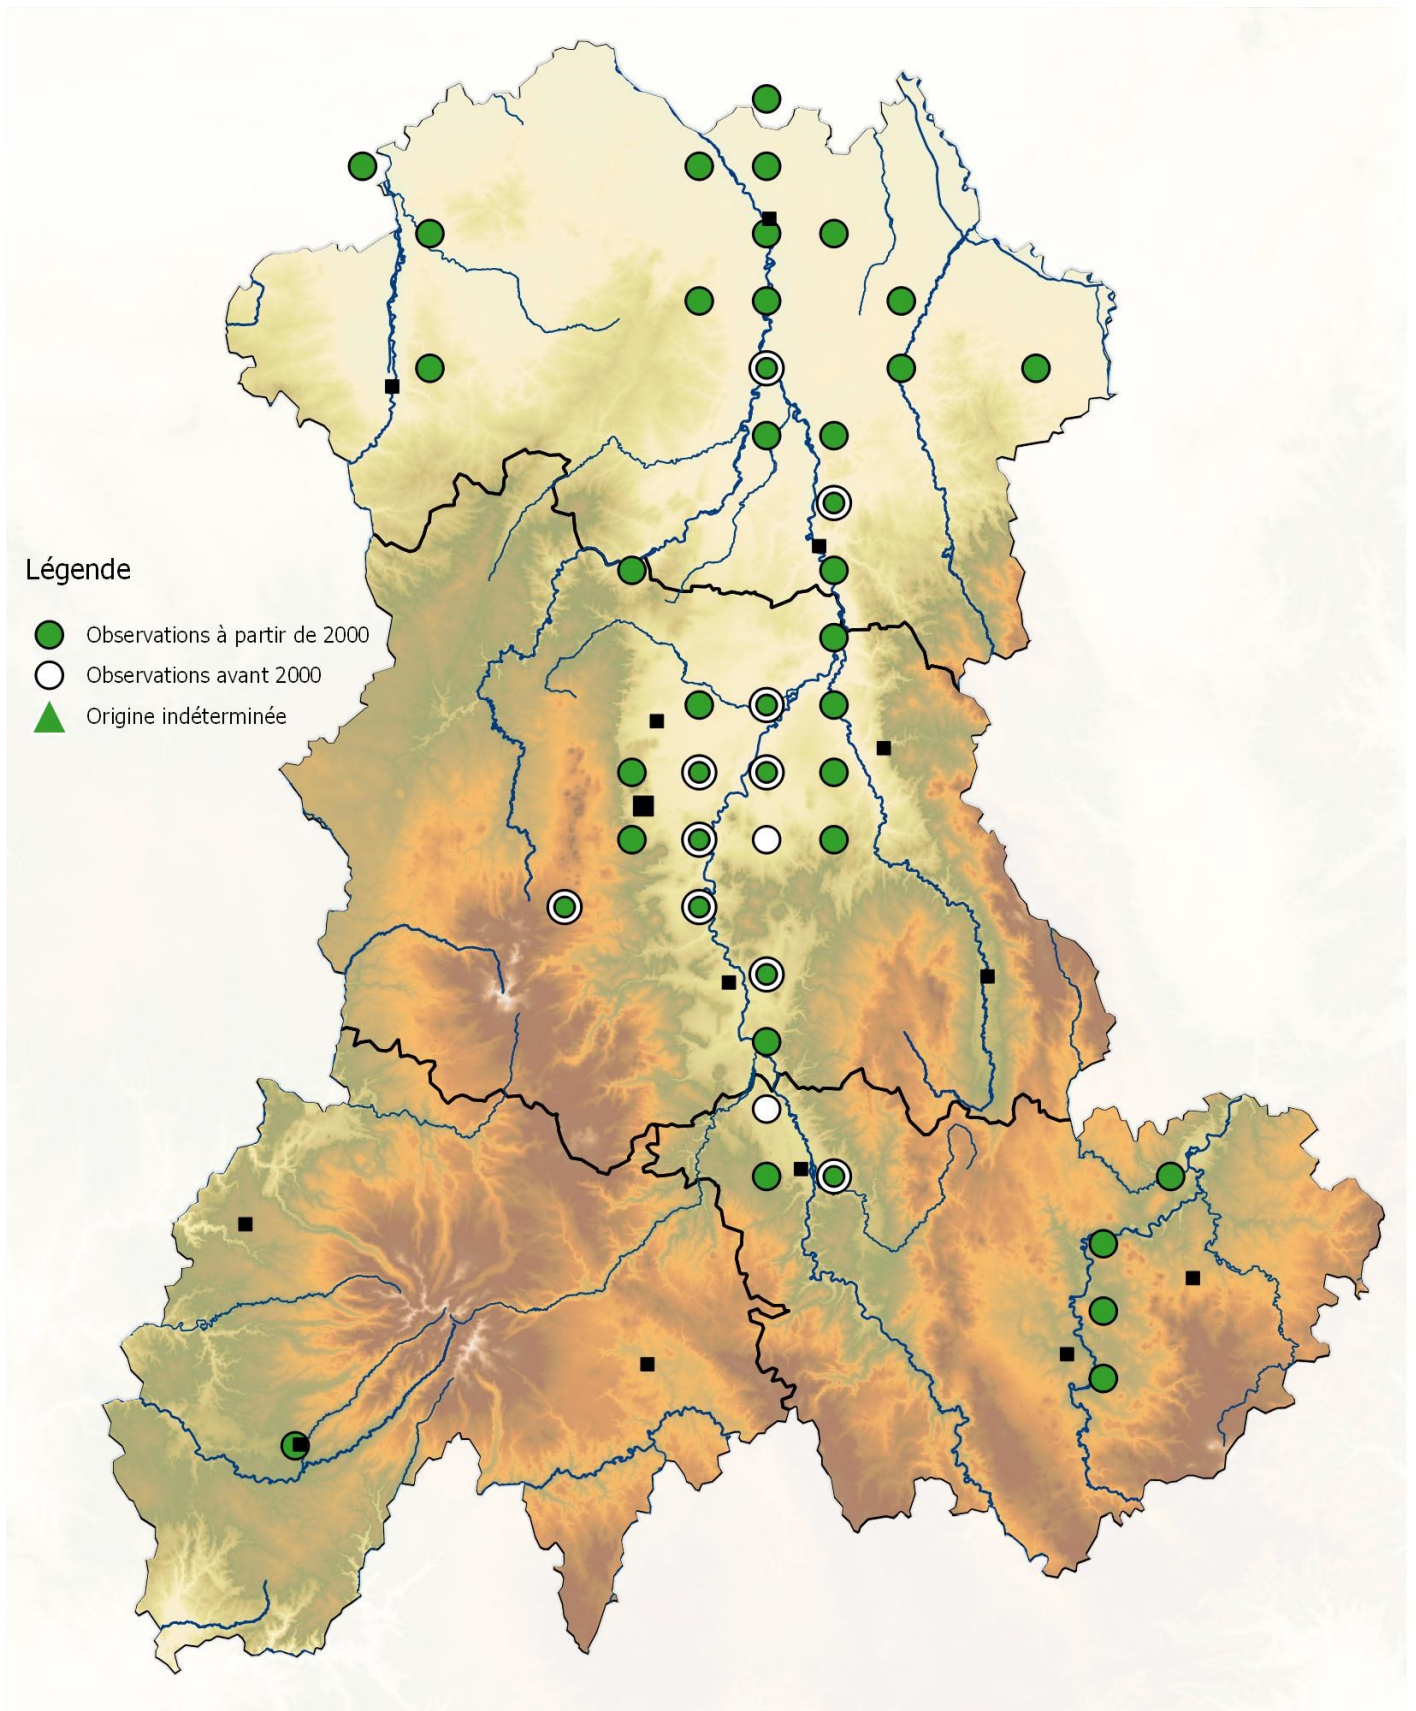 Légende
Observations à partir de 2000
Observations avant 2000
Origine indéterminée